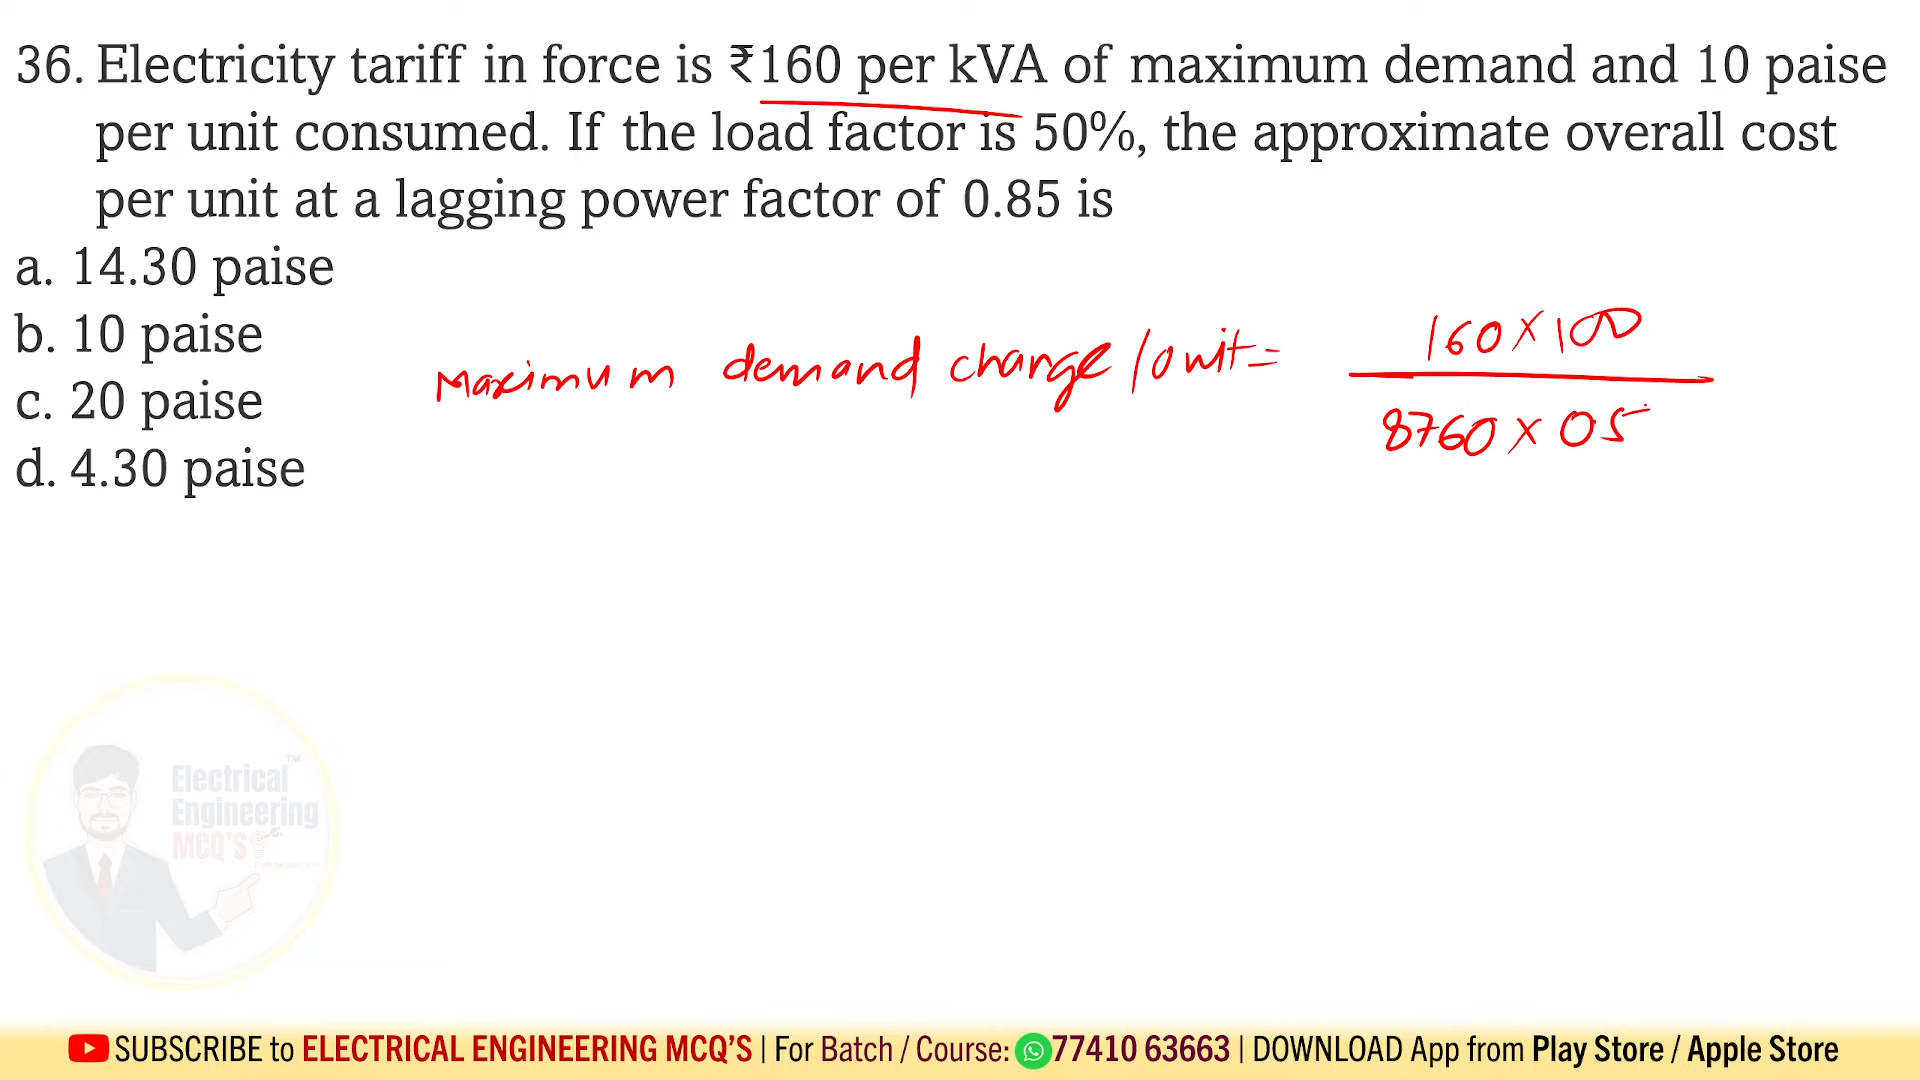 36. Electricity tariff in force is ₹160 per kVA of maximum demand and 10 paise
per unit consumed. If the load factor is 50%, the approximate overall cost
per unit at a lagging power factor of 0.85 is
a. 14.30 paise
b. 10 paise
c. 20 paise
d. 4.30 paise
Maximum demand charge/unit = 160×100
8760 × 0.5
Electrical™
Engineering
MCQ'S
SUBSCRIBE to ELECTRICAL ENGINEERING MCQ'S | For Batch / Course: 77410 63663 | DOWNLOAD App from Play Store / Apple Store